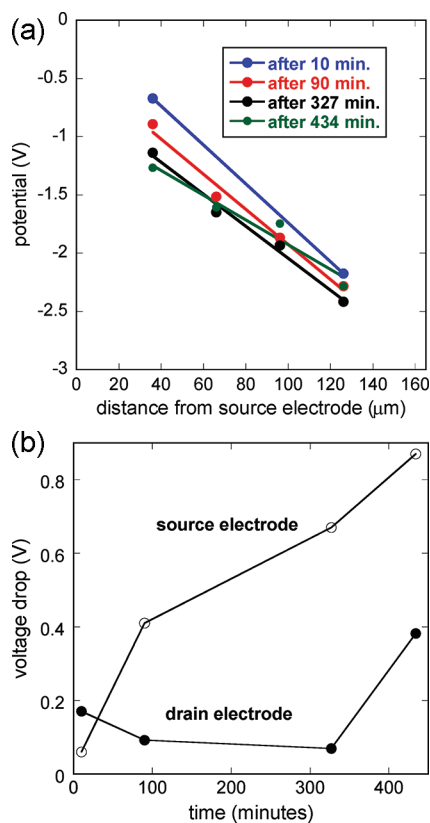 (a)
0
-0.5
-1
-1.5
-2
-2.5
-3
potential (V)
after 10 min.
after 90 min.
after 327 min.
after 434 min.
0 20 40 60 80 100 120 140 160
distance from source electrode (μm)
(b)
0.8
0.6
0.4
0.2
0
voltage drop (V)
source electrode
drain electrode
0 100 200 300 400
time (minutes)